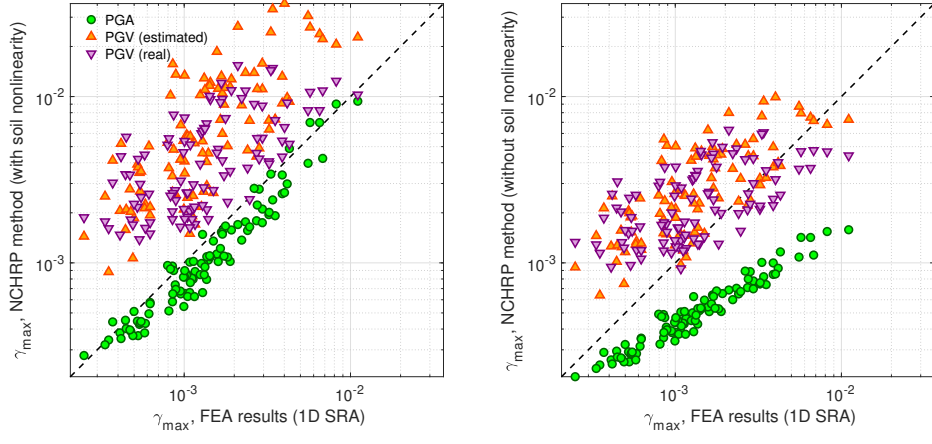 γmax, NCHRP method (with soil nonlinearity)
PGA
PGV (estimated)
PGV (real)
10^-2
10^-3
10^-3
10^-2
γmax, FEA results (1D SRA)
γmax, NCHRP method (without soil nonlinearity)
10^-2
10^-3
10^-3
10^-2
γmax, FEA results (1D SRA)